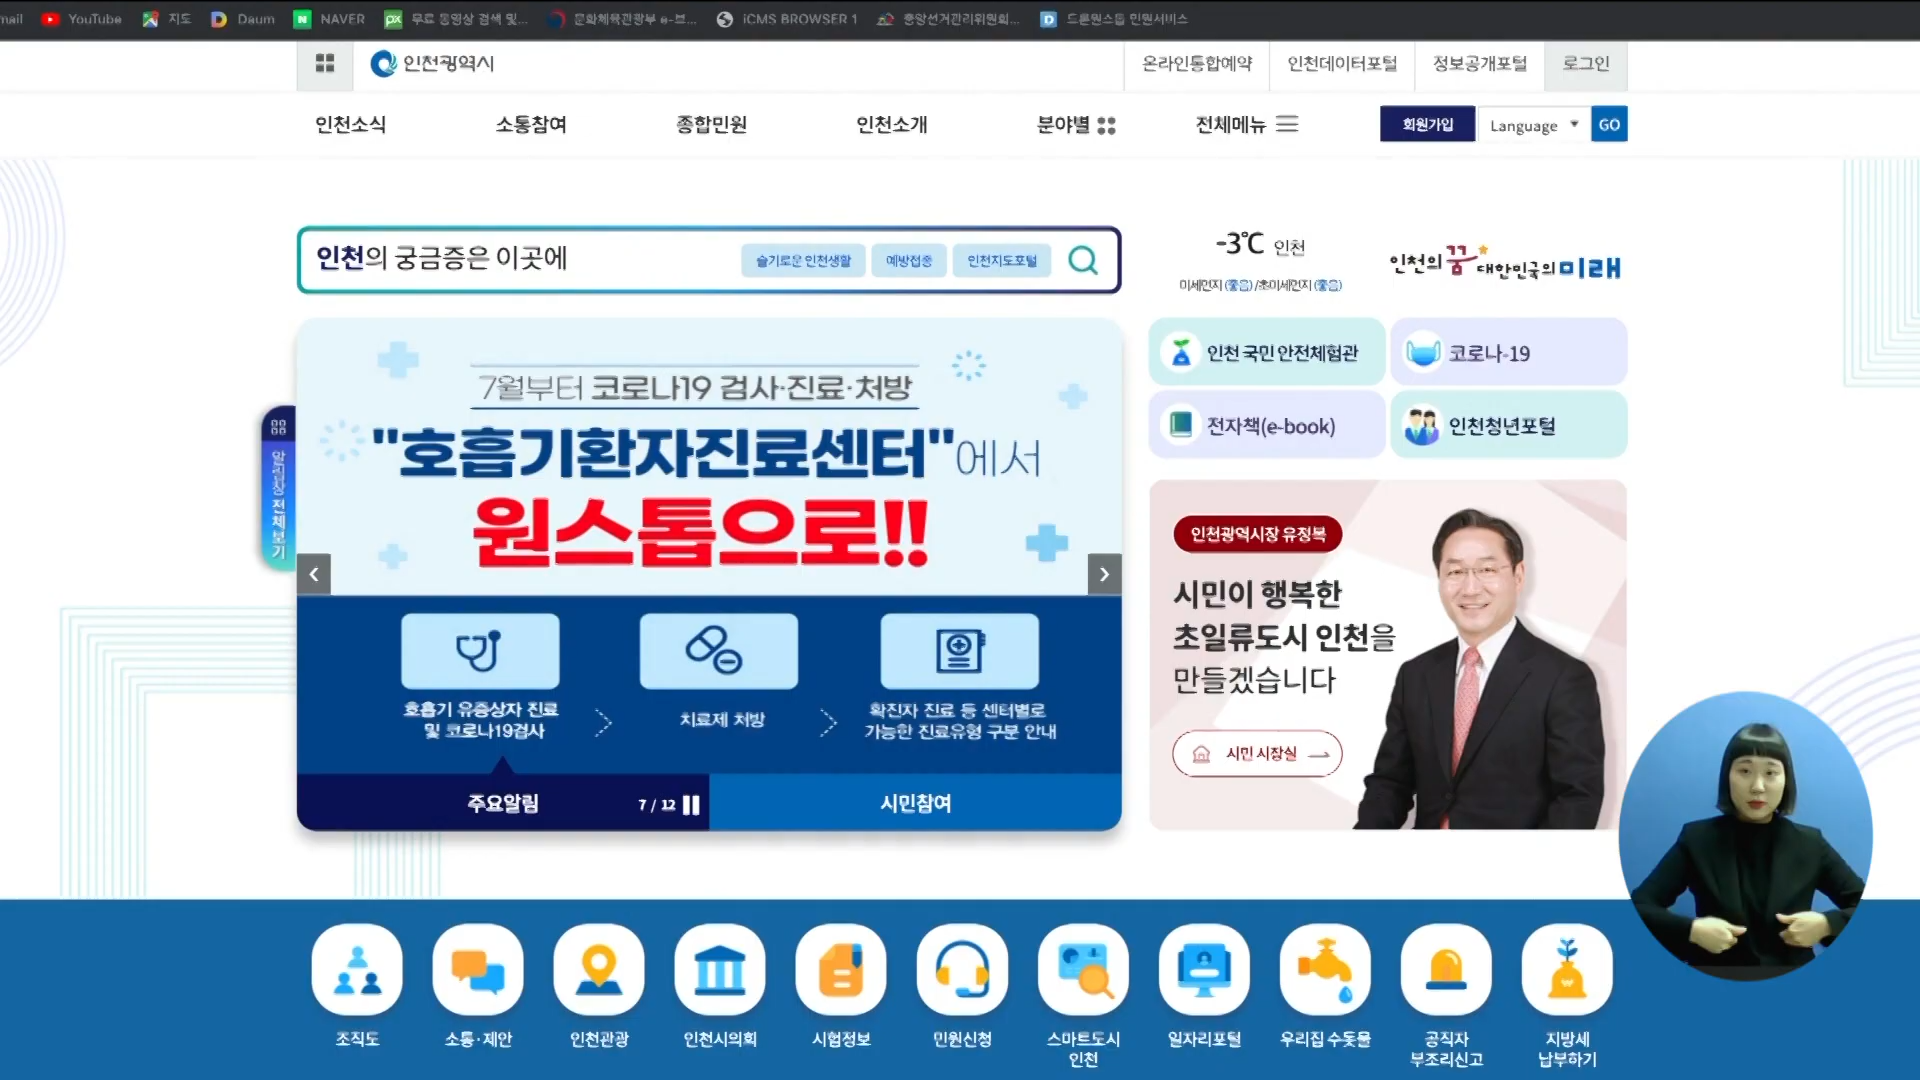 mail
YouTube
지도
Daum
NAVER
무료 동영상 검색 및...
문화체육관광부 e-브...
iCMS BROWSER 1
중앙선거관리위원회...
드론원스톱 민원서비스
인천광역시
온라인통합예약
인천데이터포털
정보공개포털
로그인
인천소식
소통참여
종합민원
인천소개
분야별
전체메뉴
회원가입
Language
GO
인천의 궁금증은 이곳에
슬기로운 인천생활
예방접종
인천지도포털
-3℃ 인천
미세먼지 (좋음) /초미세먼지 (좋음)
인천의 꿈 대한민국의 미래
7월부터 코로나19 검사·진료·처방
"호흡기환자진료센터"에서
원스톱으로!!
알림창 전체보기
호흡기 유증상자 진료
및 코로나19검사
치료제 처방
확진자 진료 등 센터별로
가능한 진료유형 구분 안내
주요알림
7 / 12
시민참여
인천 국민 안전체험관
코로나-19
전자책(e-book)
인천청년포털
인천광역시장 유정복
시민이 행복한
초일류도시 인천을
만들겠습니다
시민 시장실
조직도
소통·제안
인천관광
인천시의회
시험정보
민원신청
스마트도시
인천
일자리포털
우리집 수돗물
공직자
부조리신고
지방세
납부하기